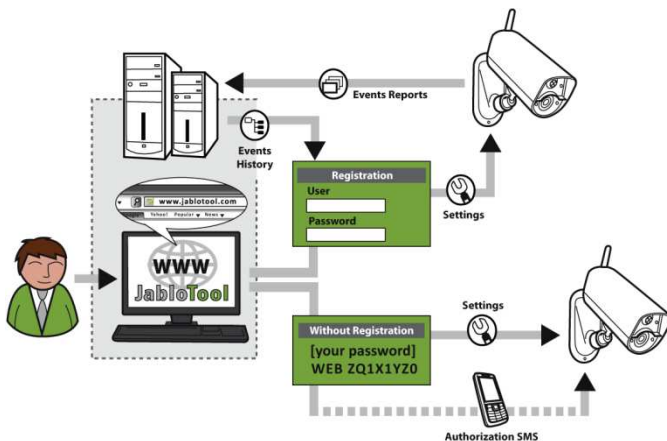 Events Reports
Events
History
Registration
User
Password
Settings
www.jablotool.com
Yahoo! Popular News
WWW
JabloTool
Without Registration
[your password]
WEB ZQ1X1YZ0
Settings
Authorization SMS